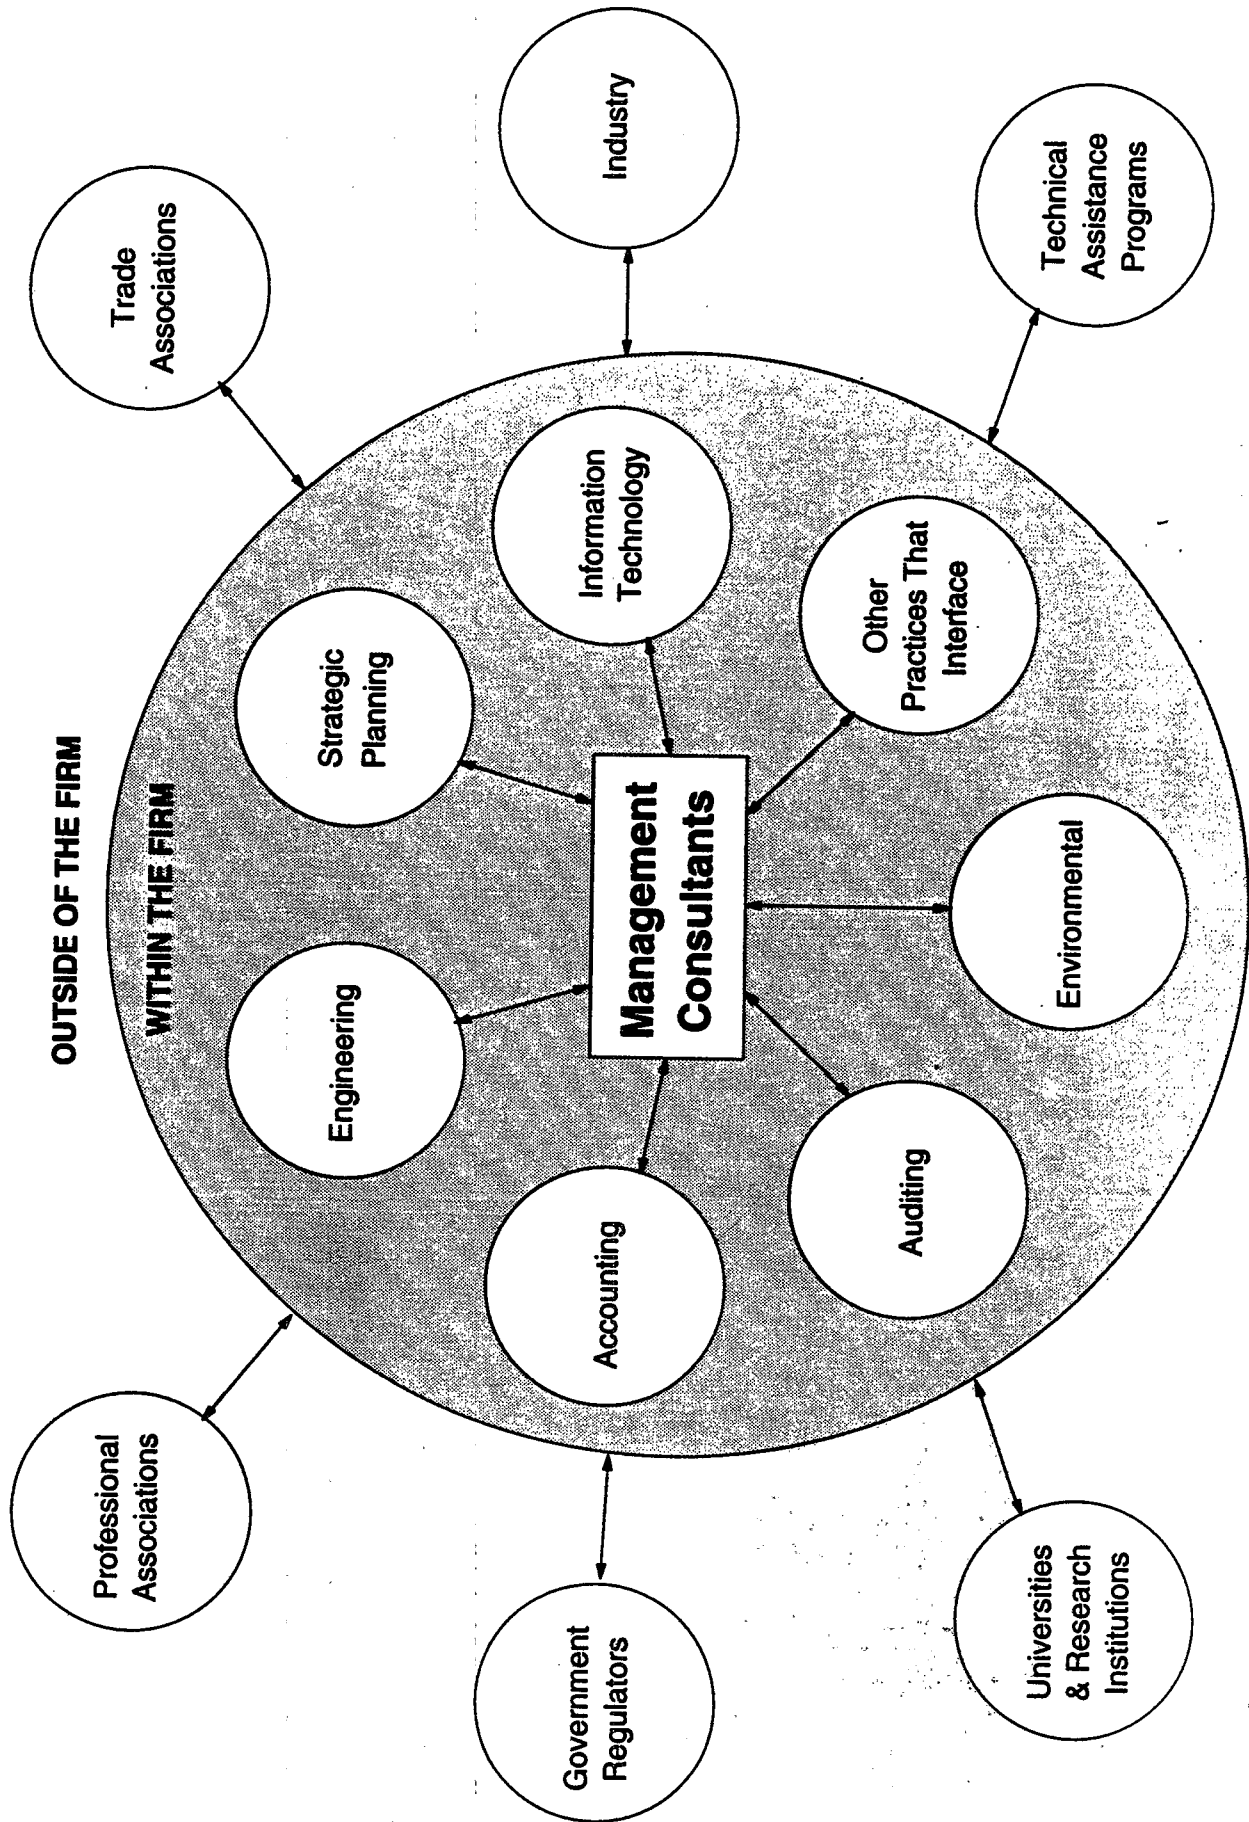 OUTSIDE OF THE FIRM
WITHIN THE FIRM
Professional
Associations
Trade
Associations
Engineering
Strategic
Planning
Government
Regulators
Accounting
Management
Consultants
Information
Technology
Industry
Auditing
Environmental
Other
Practices That
Interface
Universities
& Research
Institutions
Technical
Assistance
Programs